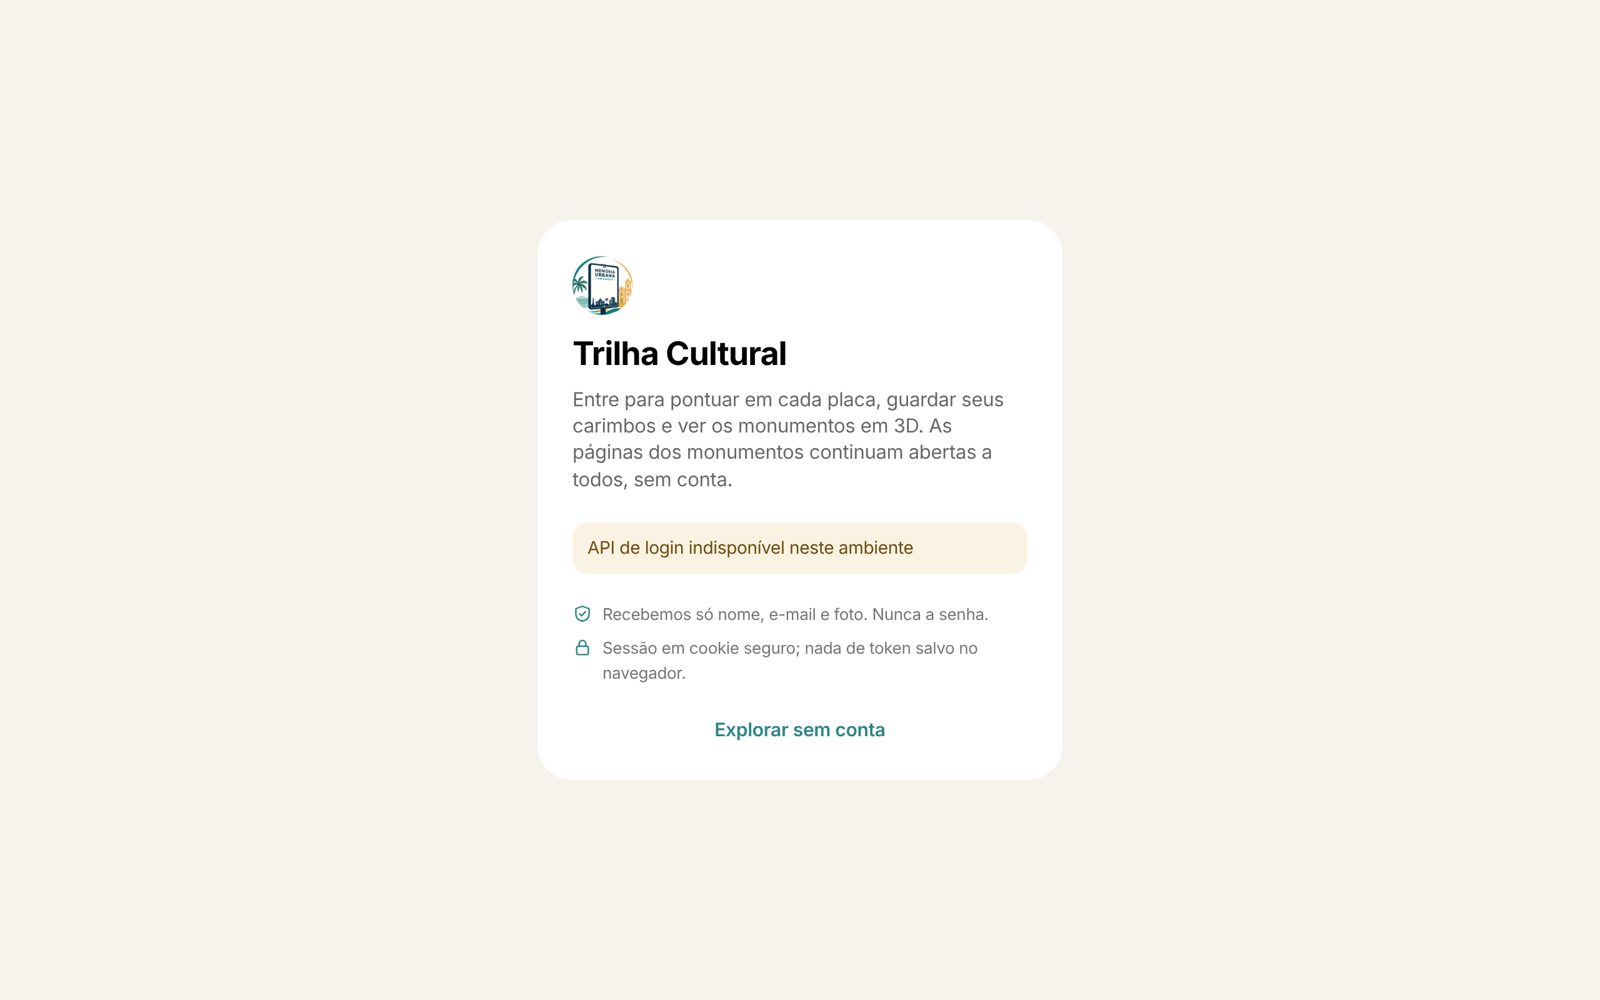 MEMÓRIA
URBANA
Trilha Cultural
Entre para pontuar em cada placa, guardar seus
carimbos e ver os monumentos em 3D. As
páginas dos monumentos continuam abertas a
todos, sem conta.
API de login indisponível neste ambiente
Recebemos só nome, e-mail e foto. Nunca a senha.
Sessão em cookie seguro; nada de token salvo no
navegador.
Explorar sem conta